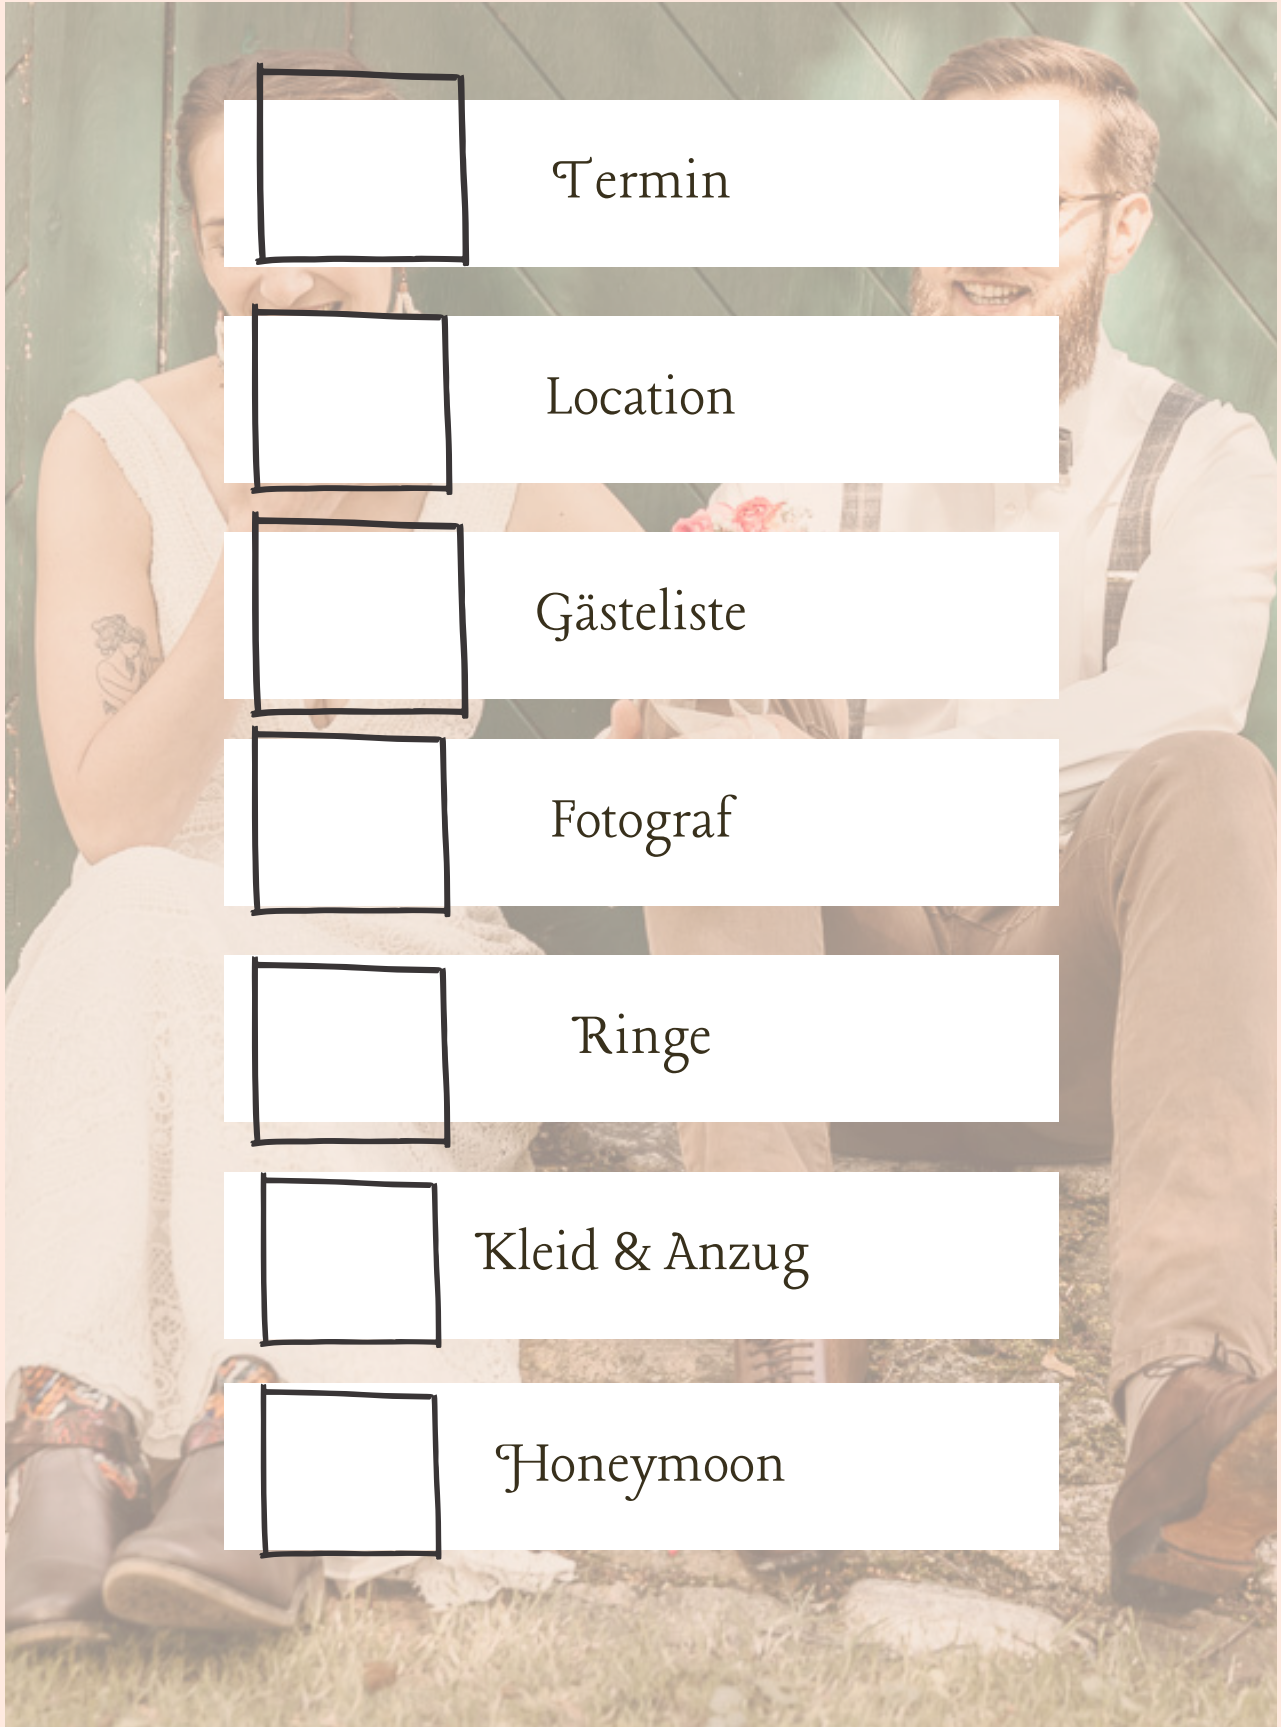 Termin
Location
Gästeliste
Fotograf
Ringe
Kleid & Anzug
Honeymoon